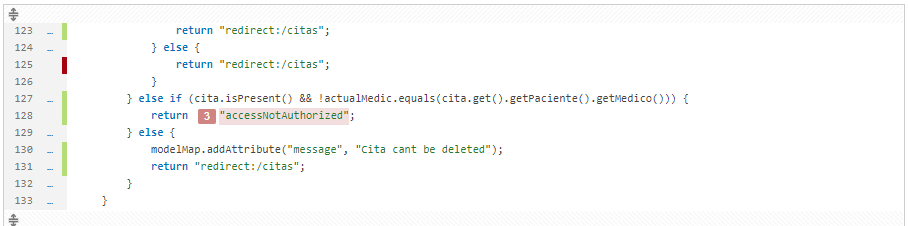 123 … return "redirect:/citas";
124 … } else {
125 return "redirect:/citas";
126 }
127 … } else if (cita.isPresent() && !actualMedic.equals(cita.get().getPaciente().getMedico())) {
128 return 3 "accessNotAuthorized";
129 … } else {
130 … modelMap.addAttribute("message", "Cita cant be deleted");
131 … return "redirect:/citas";
132 … }
133 … }